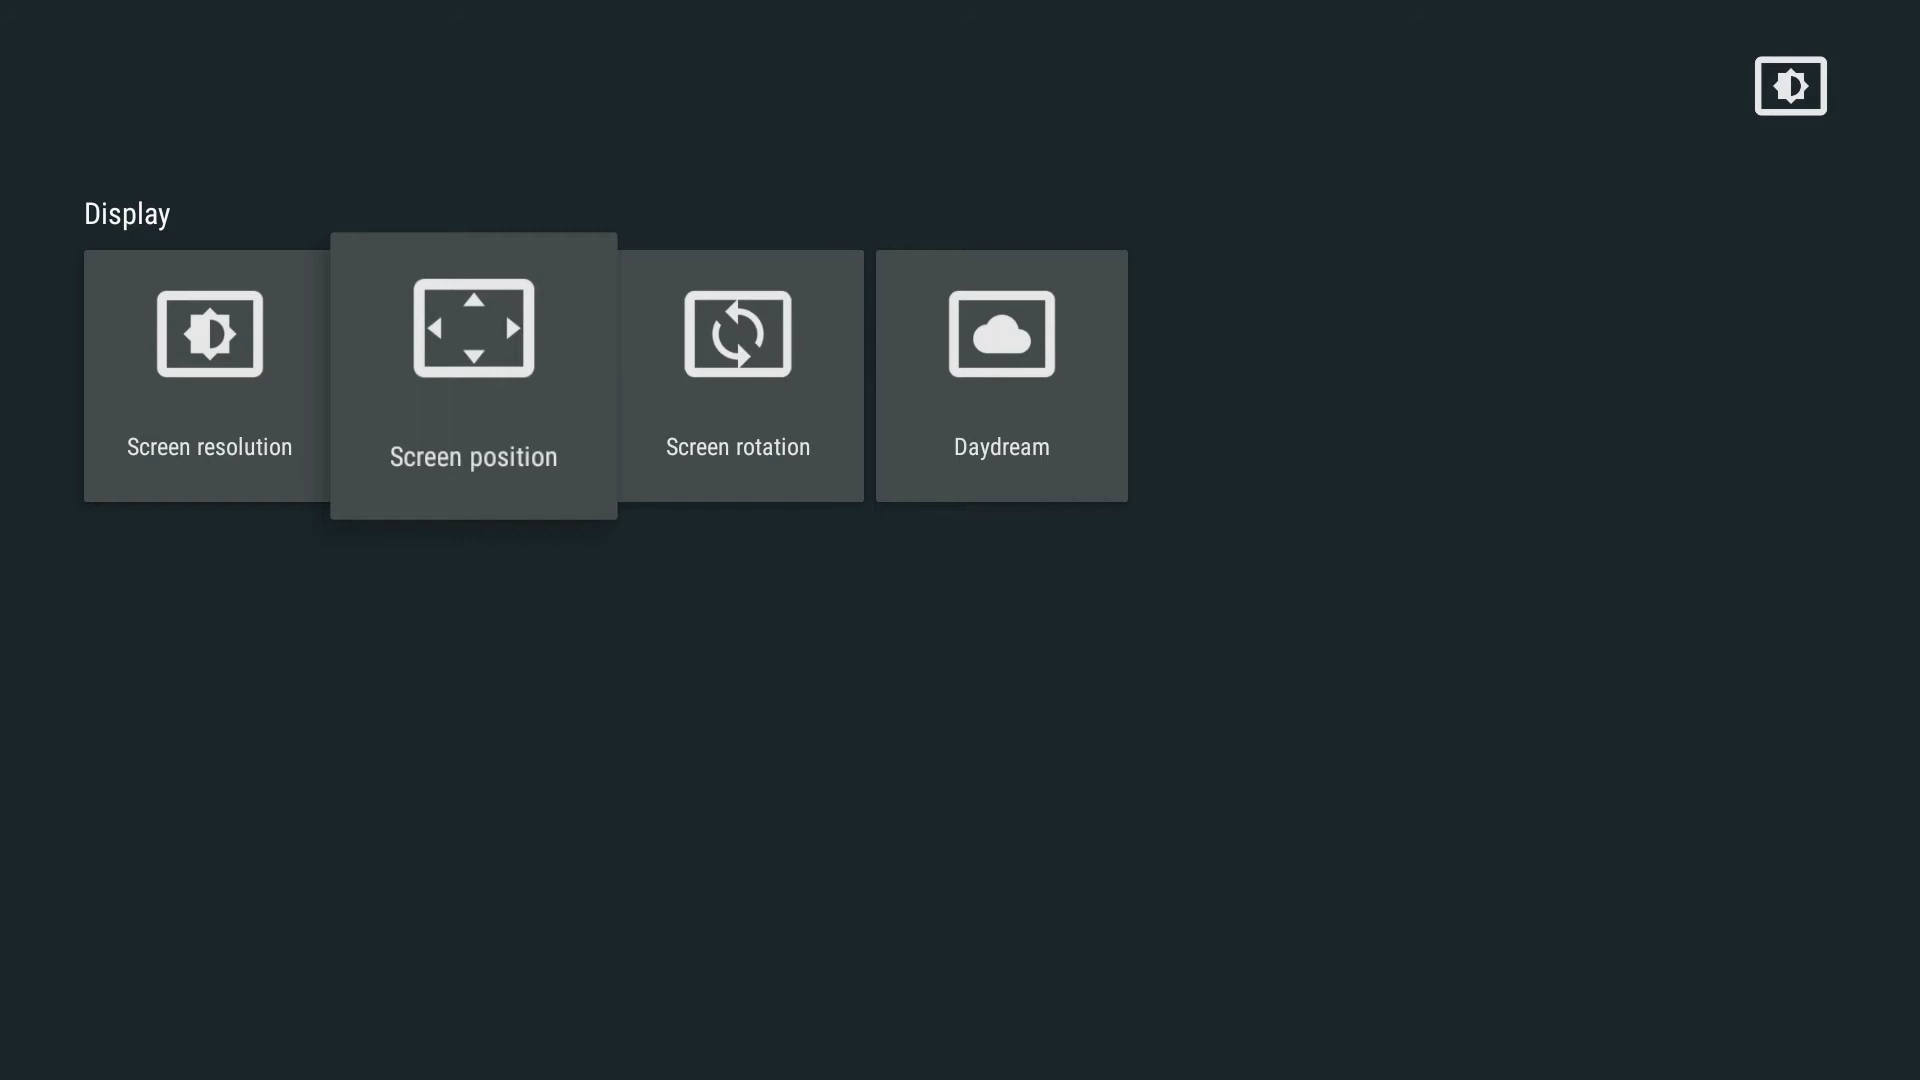 Display
Screen resolution
Screen position
Screen rotation
Daydream